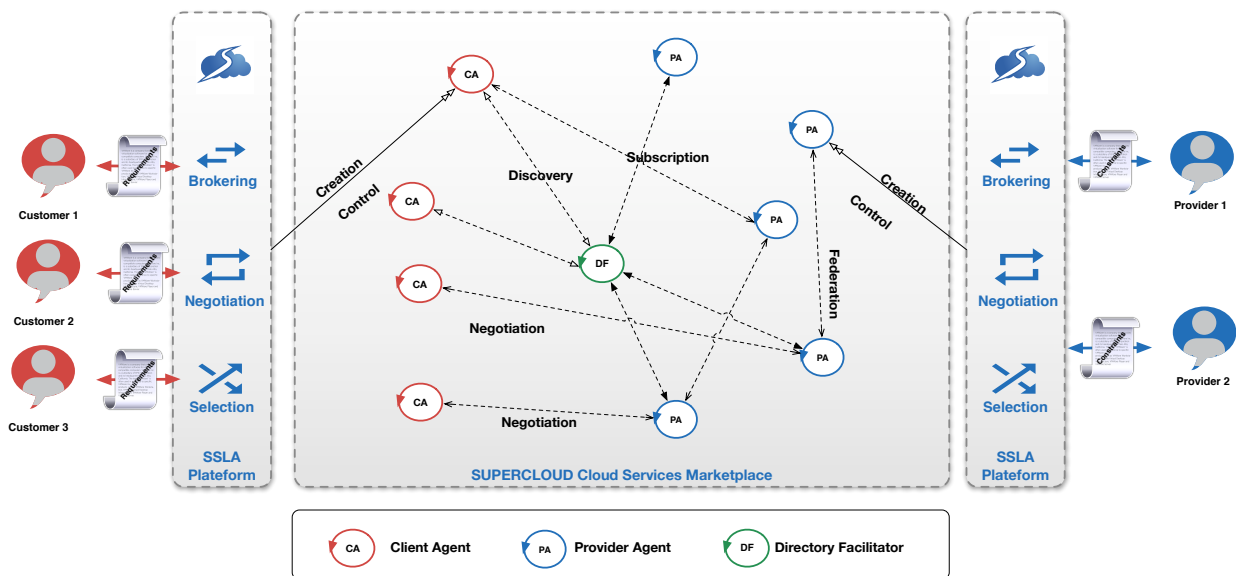 Customer 1
Requirements
Customer 2
Requirements
Customer 3
Requirements
Brokering
Negotiation
Selection
SSLA
Plateform
Creation
Control
CA
CA
CA
CA
PA
PA
PA
PA
PA
DF
Discovery
Subscription
Negotiation
Negotiation
Federation
Creation
Control
SUPERCLOUD Cloud Services Marketplace
Brokering
Negotiation
Selection
SSLA
Plateform
Constraints
Provider 1
Constraints
Provider 2
CA Client Agent
PA Provider Agent
DF Directory Facilitator